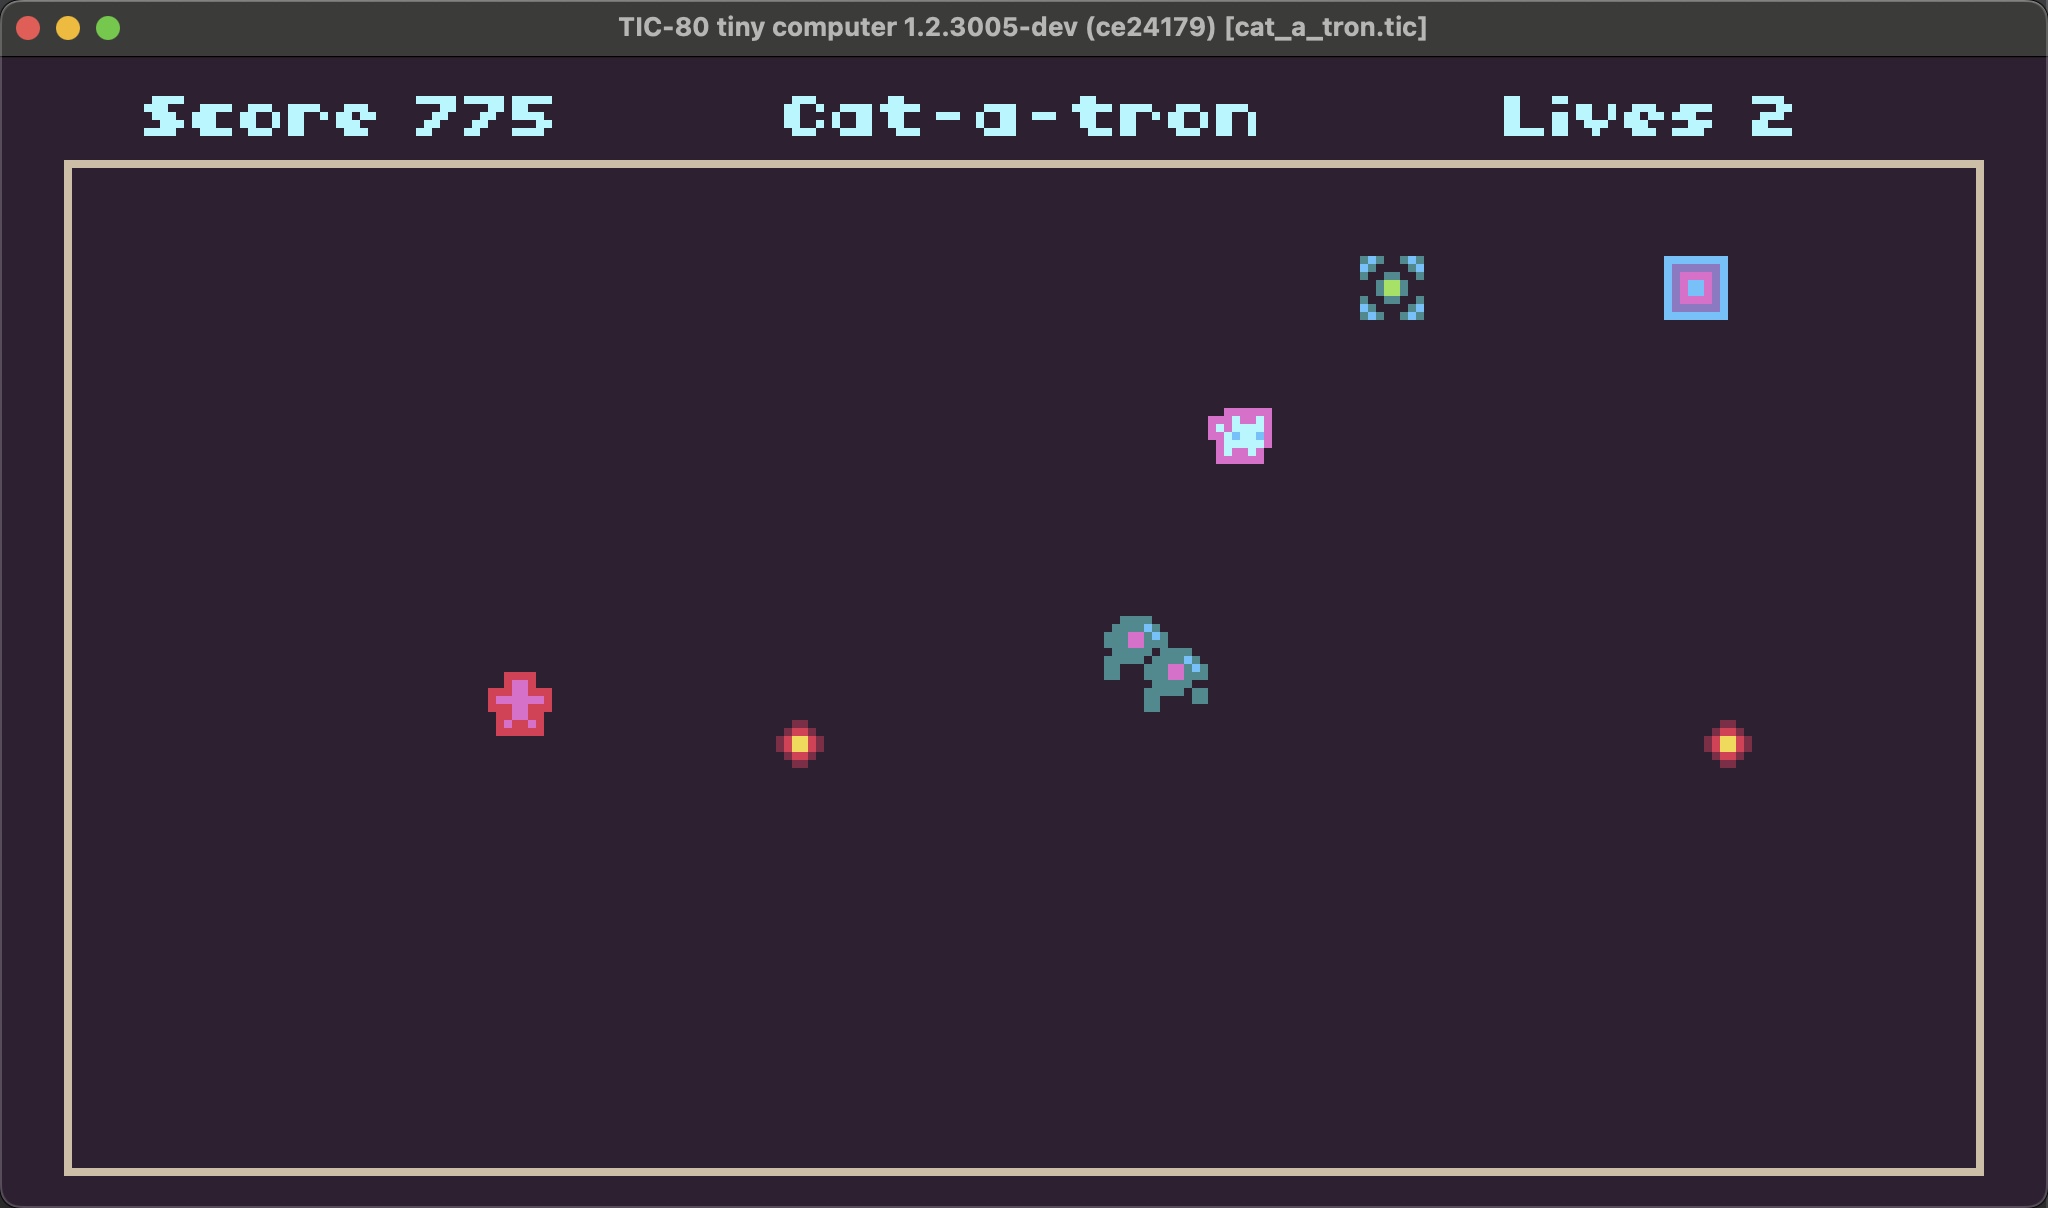 TIC-80 tiny computer 1.2.3005-dev (ce24179) [cat_a_tron.tic]
Score 775 Cat-a-tron Lives 2